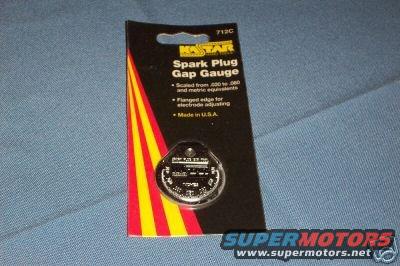 712C
KASTAR
Spark Plug
Gap Gauge
• Scaled from .020 to .080
and metric equivalents
• Flanged edge for
electrode adjusting
• Made in U.S.A.
SUPERMOTORS
www.supermotors.net